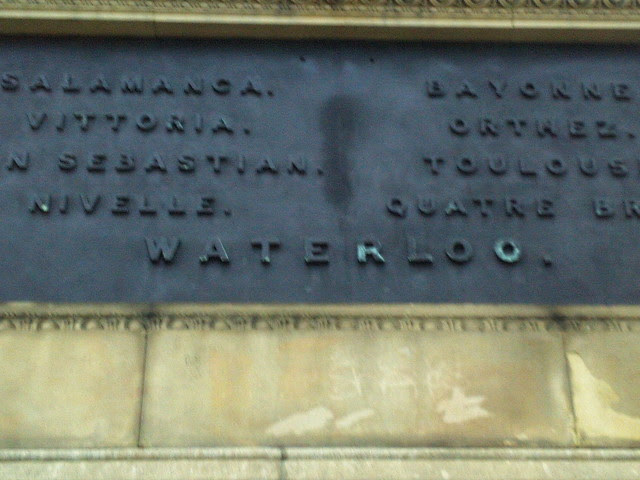 SALAMANCA. BAYONNE
VITTORIA. ORTHEZ.
N SEBASTIAN. TOULOUS
NIVELLE. QUATRE BR
WATERLOO.